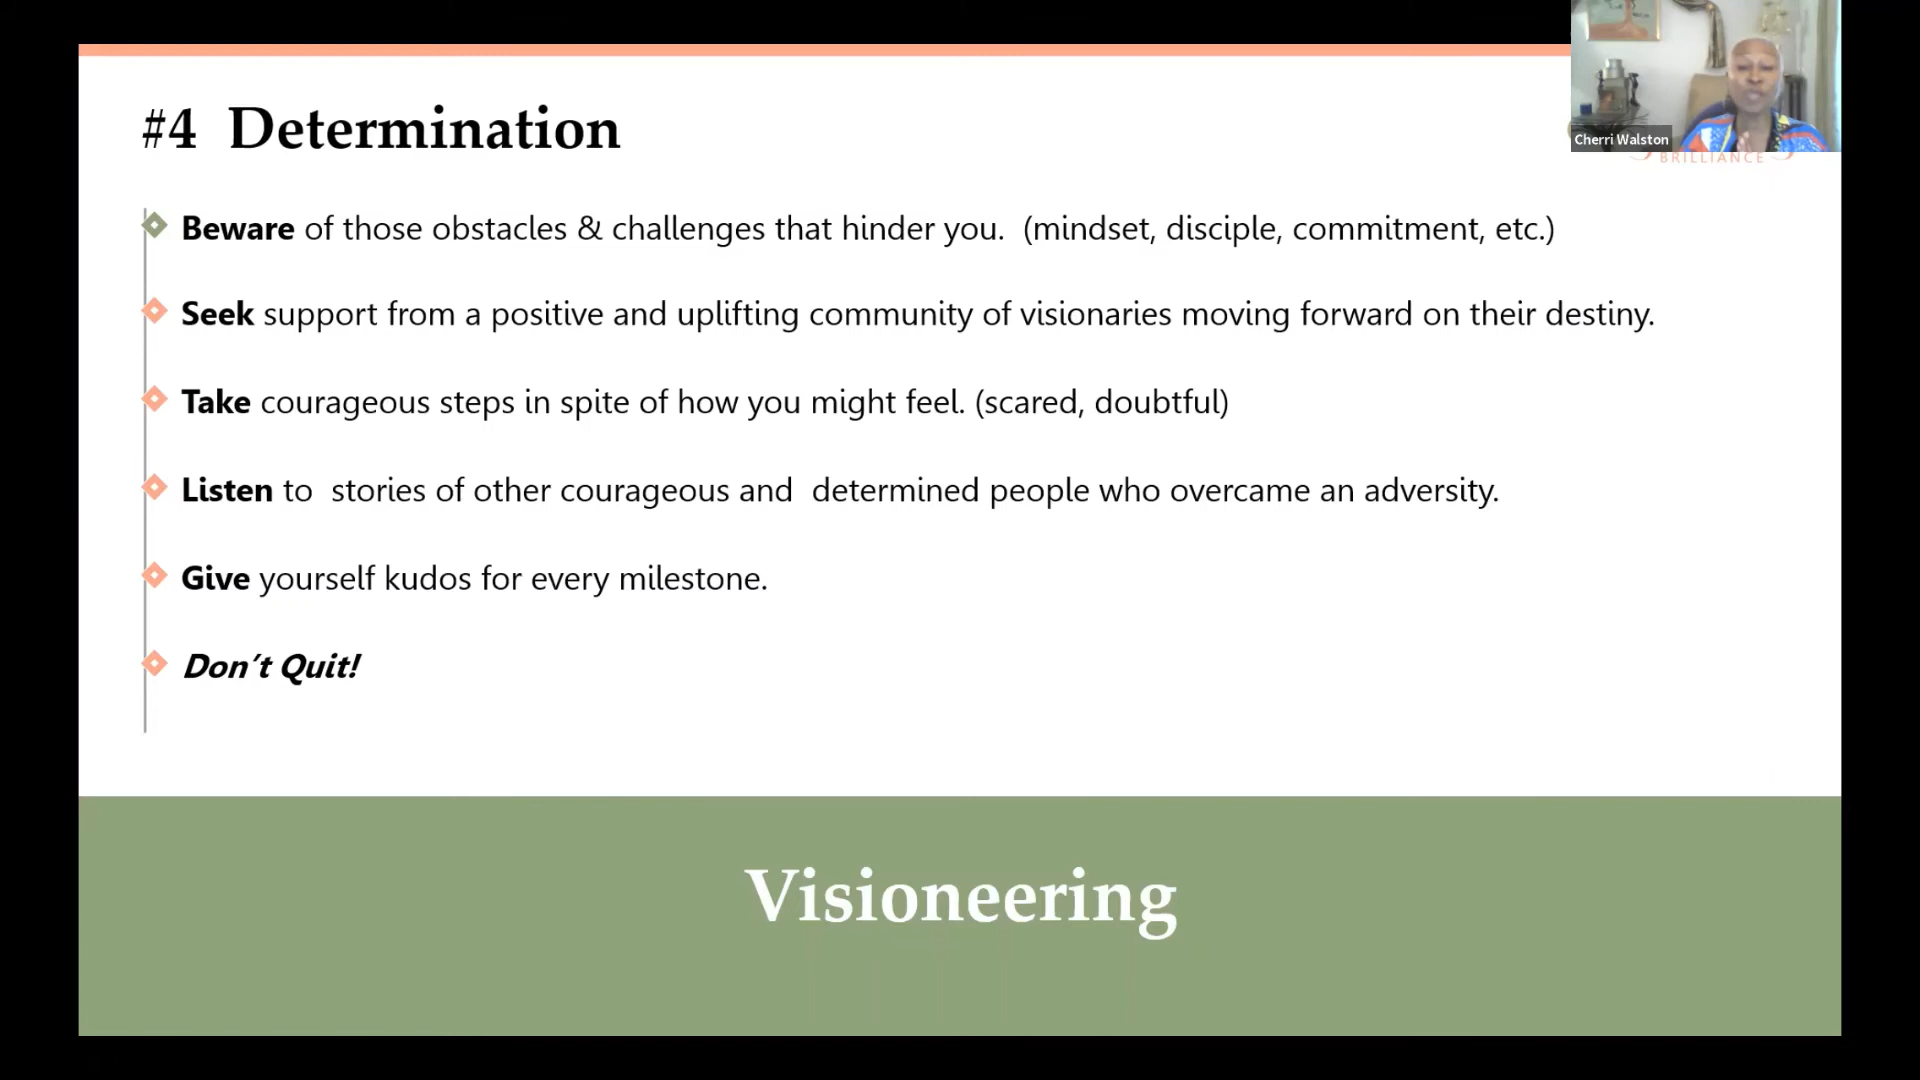 #4 Determination
Cherri Walston
BRILLIANCE
Beware of those obstacles & challenges that hinder you. (mindset, disciple, commitment, etc.)
Seek support from a positive and uplifting community of visionaries moving forward on their destiny.
Take courageous steps in spite of how you might feel. (scared, doubtful)
Listen to stories of other courageous and determined people who overcame an adversity.
Give yourself kudos for every milestone.
Don't Quit!
Visioneering